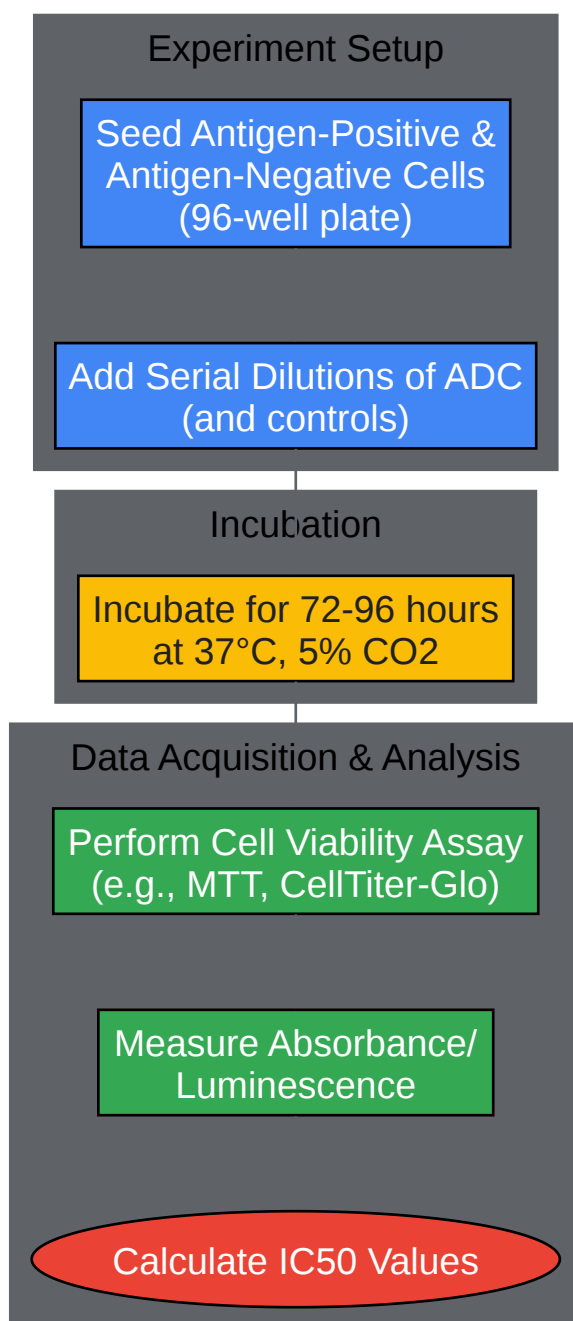 Experiment Setup
Seed Antigen-Positive &
Antigen-Negative Cells
(96-well plate)
Add Serial Dilutions of ADC
(and controls)
Incubation
Incubate for 72-96 hours
at 37°C, 5% CO2
Data Acquisition & Analysis
Perform Cell Viability Assay
(e.g., MTT, CellTiter-Glo)
Measure Absorbance/
Luminescence
Calculate IC50 Values